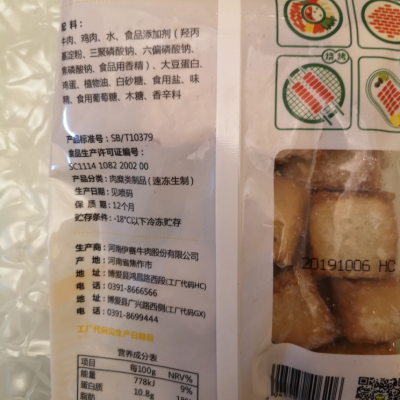 配 料：
牛肉、鸡肉、水、食品添加剂（羟丙
基淀粉、三聚磷酸钠、六偏磷酸钠、
焦磷酸钠、食品用香精）、大豆蛋白、
鸡蛋、植物油、白砂糖、食用盐、味
精、食用葡萄糖、木糖、香辛料
产品标准号：SB/T10379
食品生产许可证编号：
SC1114 1082 2002 00
产品分类：肉糜类制品（速冻生制）
生产日期：见喷码
保 质 期：12个月
贮存条件：-18℃以下冷冻贮存
生产商：河南伊赛牛肉股份有限公司
产 地：河南省焦作市
地 址：博爱县鸿昌路西段(工厂代码HC)
电 话：0391-8666566
地 址：博爱县广兴路西侧(工厂代码GX)
电 话：0391-8699444
工厂代码见生产日期后
营养成分表
项目 每100g NRV%
能量 778kJ 9%
蛋白质 10.8g
脂肪
烧烤
20191006 HC